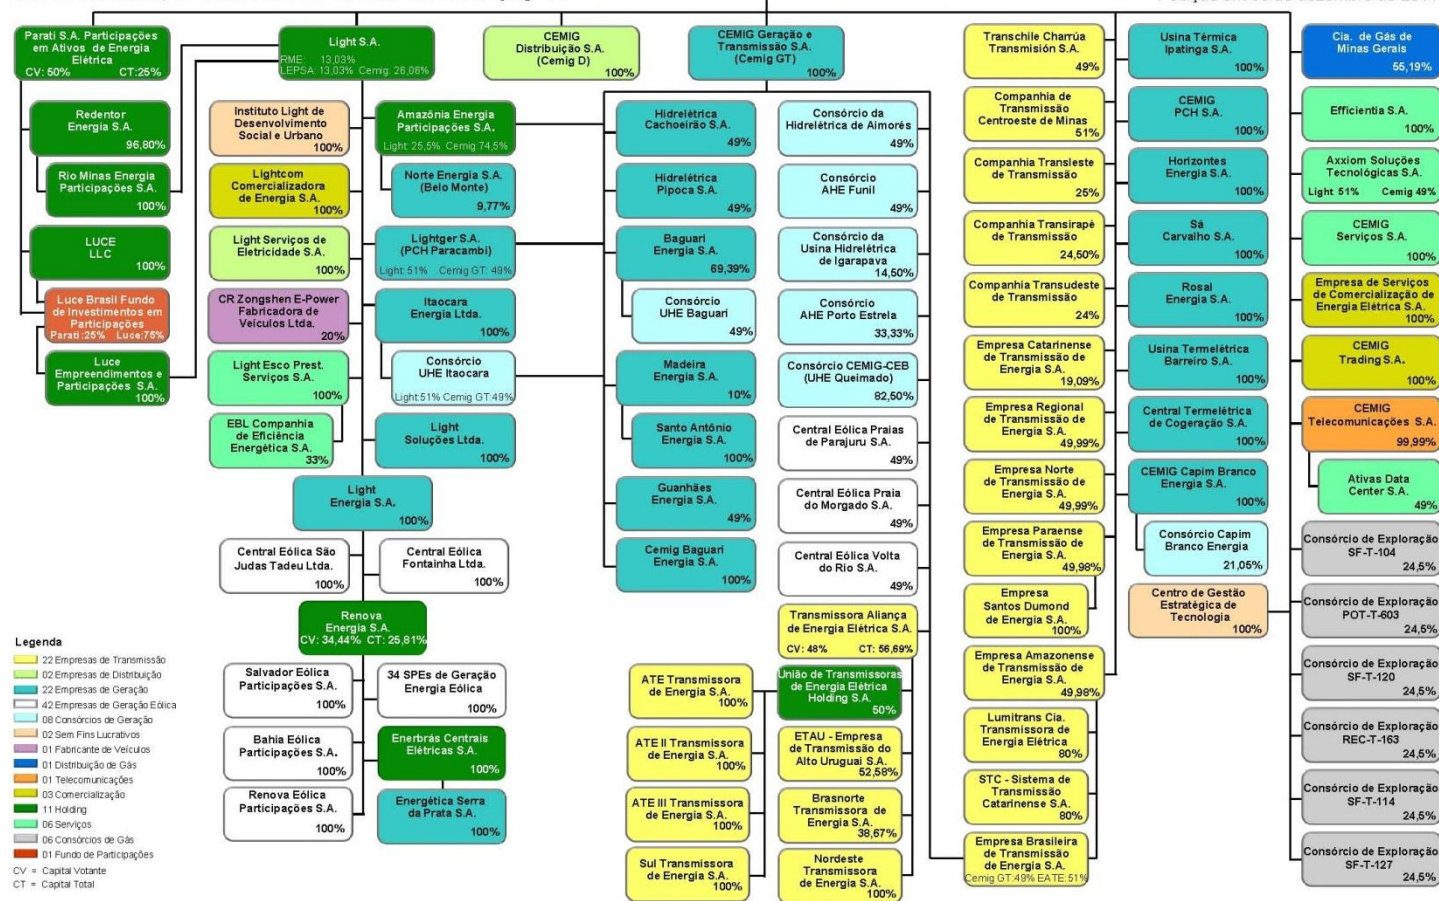 Parati S.A. Participações
em Ativos de Energia
Elétrica
CV: 50% CT:25%
Light S.A.
RME: 13,03%
LEPSA: 13,03% Cemig: 26,06%
CEMIG
Distribuição S.A.
(Cemig D)
100%
CEMIG Geração e
Transmissão S.A.
(Cemig GT)
100%
Transchile Charrúa
Transmisión S.A.
49%
Usina Térmica
Ipatinga S.A.
100%
Cia. de Gás de
Minas Gerais
55,19%
Redentor
Energia S.A.
96,80%
Rio Minas Energia
Participações S.A.
100%
LUCE
LLC
100%
Luce Brasil Fundo
de Investimentos em
Participações
Parati:25% Luce:75%
Luce
Empreendimentos e
Participações S.A.
100%
Instituto Light de
Desenvolvimento
Social e Urbano
100%
Lightcom
Comercializadora
de Energia S.A.
100%
Light Serviços de
Eletricidade S.A.
100%
CR Zongshen E-Power
Fabricadora de
Veículos Ltda.
20%
Light Esco Prest.
Serviços S.A.
100%
EBL Companhia
de Eficiência
Energética S.A.
33%
Amazônia Energia
Participações S.A.
Light: 25,5% Cemig:74,5%
Norte Energia S.A.
(Belo Monte)
9,77%
Lightger S.A.
(PCH Paracambi)
Light: 51% Cemig GT: 49%
Itaocara
Energia Ltda.
100%
Consórcio
UHE Itaocara
Light:51% Cemig GT:49%
Light
Soluções Ltda.
100%
Light
Energia S.A.
100%
Central Eólica São
Judas Tadeu Ltda.
100%
Central Eólica
Fontainha Ltda.
100%
Renova
Energia S.A.
CV: 34,44% CT: 25,81%
Salvador Eólica
Participações S.A.
100%
34 SPEs de Geração
Energia Eólica
100%
Bahia Eólica
Participações S.A.
100%
Enerbrás Centrais
Elétricas S.A.
100%
Renova Eólica
Participações S.A.
100%
Energética Serra
da Prata S.A.
100%
Hidrelétrica
Cachoeirão S.A.
49%
Hidrelétrica
Pipoca S.A.
49%
Baguari
Energia S.A.
69,39%
Consórcio
UHE Baguari
49%
Madeira
Energia S.A.
10%
Santo Antônio
Energia S.A.
100%
Guanhães
Energia S.A.
49%
Cemig Baguari
Energia S.A.
100%
Consórcio da
Hidrelétrica de Aimorés
49%
Consórcio
AHE Funil
49%
Consórcio da
Usina Hidrelétrica
de Igarapava
14,50%
Consórcio
AHE Porto Estrela
33,33%
Consórcio CEMIG-CEB
(UHE Queimado)
82,50%
Central Eólica Praias
de Parajuru S.A.
49%
Central Eólica Praia
do Morgado S.A.
49%
Central Eólica Volta
do Rio S.A.
49%
Transmissora Aliança
de Energia Elétrica S.A.
CV: 48% CT: 56,69%
União de Transmissoras
de Energia Elétrica
Holding S.A.
50%
ATE Transmissora
de Energia S.A.
100%
ATE II Transmissora
de Energia S.A.
100%
ATE III Transmissora
de Energia S.A.
100%
Sul Transmissora
de Energia S.A.
100%
ETAU - Empresa
de Transmissão do
Alto Uruguai S.A.
52,58%
Brasnorte
Transmissora de
Energia S.A.
38,67%
Nordeste
Transmissora
de Energia S.A.
100%
Companhia de
Transmissão
Centroeste de Minas
51%
Companhia Transleste
de Transmissão
25%
Companhia Transirapé
de Transmissão
24,50%
Companhia Transudeste
de Transmissão
24%
Empresa Catarinense
de Transmissão de
Energia S.A.
19,09%
Empresa Regional
de Transmissão de
Energia S.A.
49,99%
Empresa Norte
de Transmissão de
Energia S.A.
49,99%
Empresa Paraense
de Transmissão de
Energia S.A.
49,98%
Empresa
Santos Dumond
de Energia S.A.
100%
Empresa Amazonense
de Transmissão de
Energia S.A.
49,98%
Lumitrans Cia.
Transmissora de
Energia Elétrica
80%
STC - Sistema de
Transmissão
Catarinense S.A.
80%
Empresa Brasileira
de Transmissão
de Energia S.A.
Cemig GT:49% EATE:51%
CEMIG
PCH S.A.
100%
Horizontes
Energia S.A.
100%
Sá
Carvalho S.A.
100%
Rosal
Energia S.A.
100%
Usina Termelétrica
Barreiro S.A.
100%
Central Termelétrica
de Cogeração S.A.
100%
CEMIG Capim Branco
Energia S.A.
100%
Consórcio Capim
Branco Energia
21,05%
Centro de Gestão
Estratégica de
Tecnologia
100%
Efficientia S.A.
100%
Axxiom Soluções
Tecnológicas S.A.
Light 51% Cemig 49%
CEMIG
Serviços S.A.
100%
Empresa de Serviços
de Comercialização de
Energia Elétrica S.A.
100%
CEMIG
Trading S.A.
100%
CEMIG
Telecomunicações S.A.
99,99%
Ativas Data
Center S.A.
49%
Consórcio de Exploração
SF-T-104
24,5%
Consórcio de Exploração
POT-T-603
24,5%
Consórcio de Exploração
SF-T-120
24,5%
Consórcio de Exploração
REC-T-163
24,5%
Consórcio de Exploração
SF-T-114
24,5%
Consórcio de Exploração
SF-T-127
24,5%
Legenda
22 Empresas de Transmissão
02 Empresas de Distribuição
22 Empresas de Geração
42 Empresas de Geração Eólica
08 Consórcios de Geração
02 Sem Fins Lucrativos
01 Fabricante de Veículos
01 Distribuição de Gás
01 Telecomunicações
03 Comercialização
11 Holding
06 Serviços
06 Consórcios de Gás
01 Fundo de Participações
CV = Capital Votante
CT = Capital Total